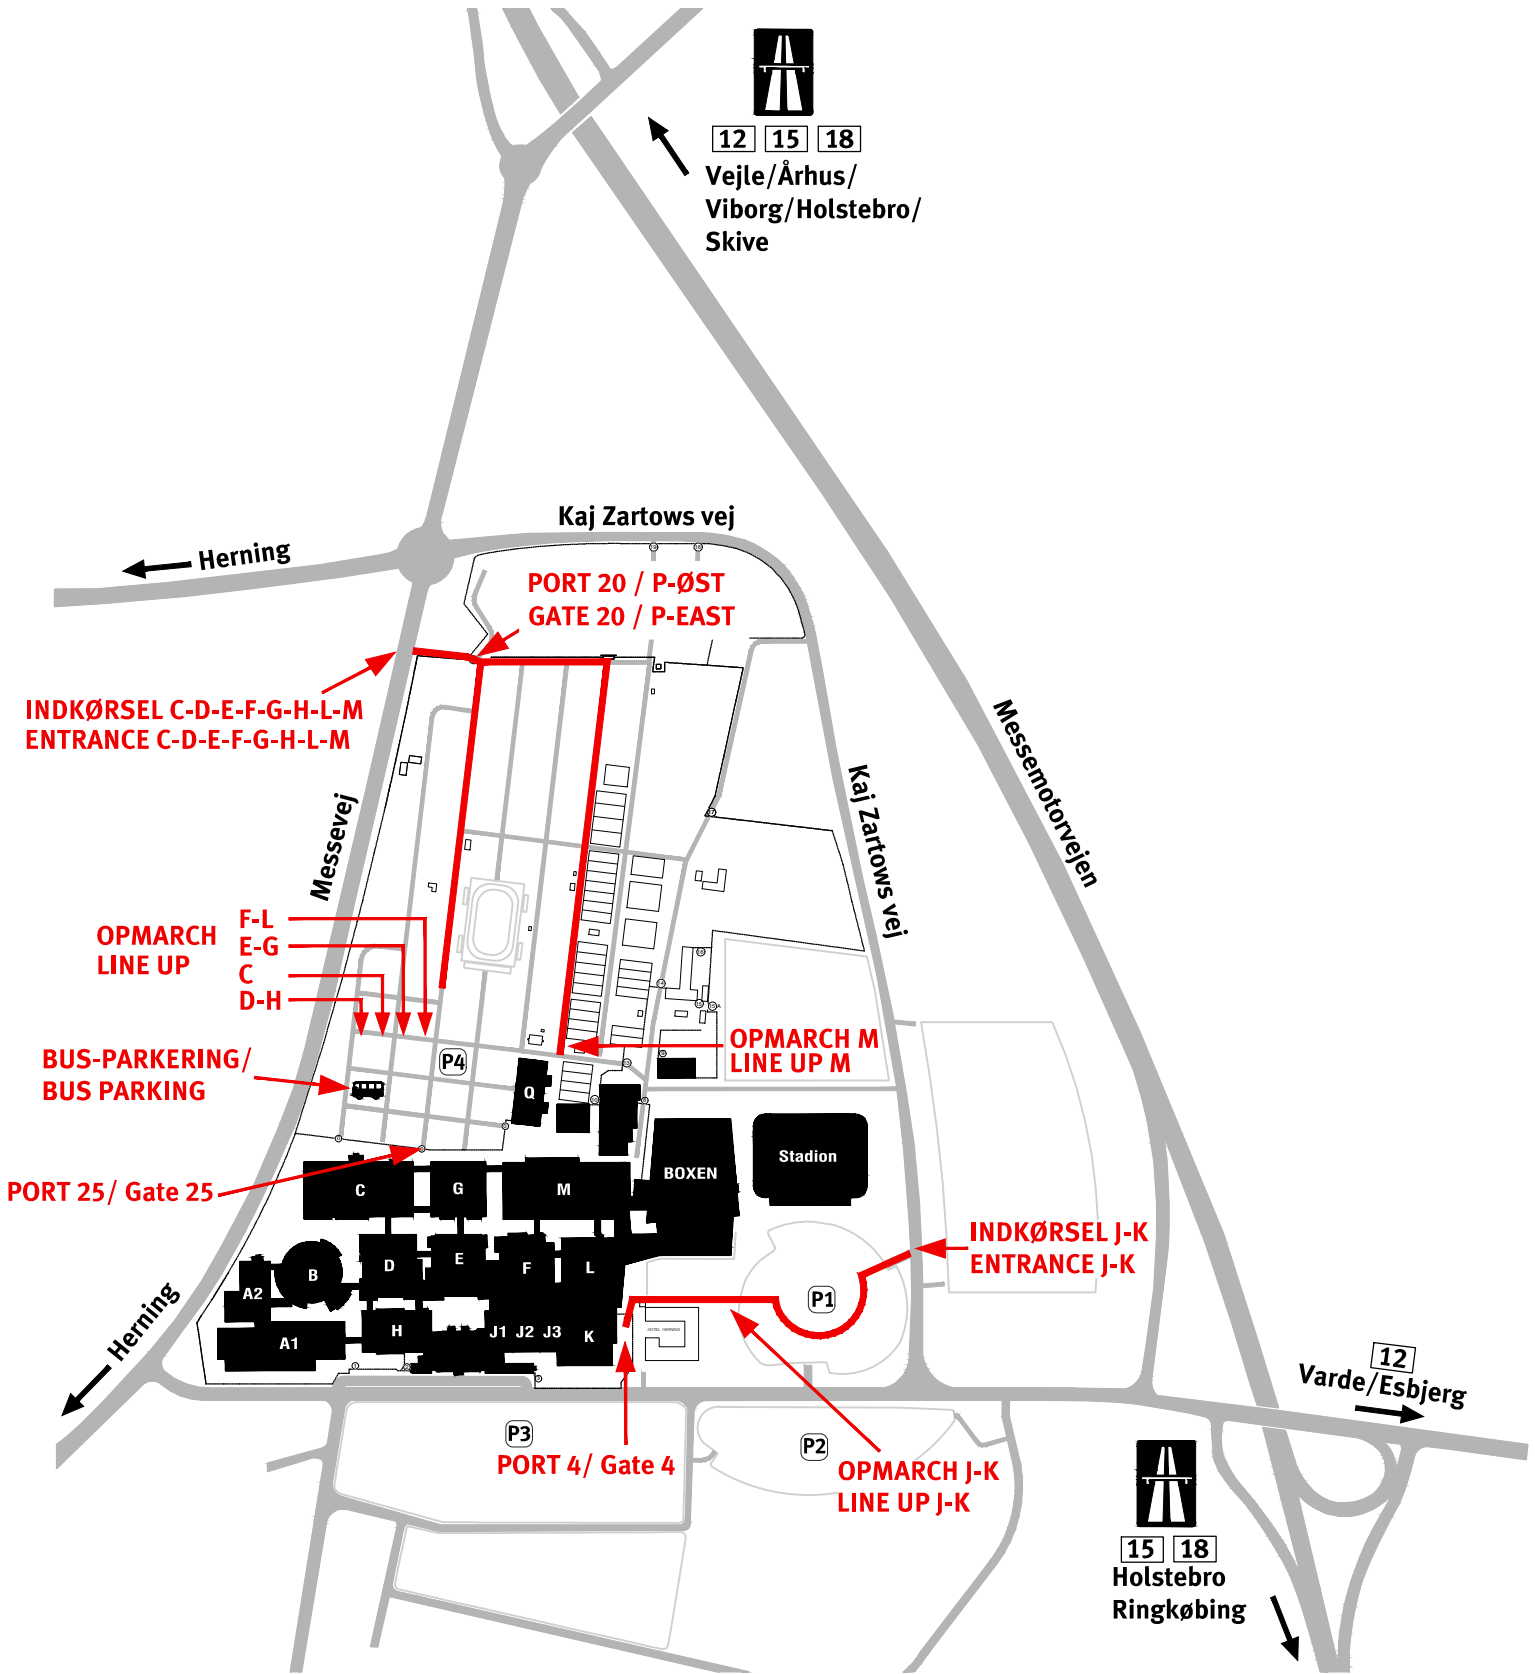 12 15 18
Vejle/Århus/
Viborg/Holstebro/
Skive
Kaj Zartows vej
Herning
PORT 20 / P-ØST
GATE 20 / P-EAST
INDKØRSEL C-D-E-F-G-H-L-M
ENTRANCE C-D-E-F-G-H-L-M
Messemotorvejen
Kaj Zartows vej
Messevej
OPMARCH
LINE UP
F-L
E-G
C
D-H
OPMARCH M
LINE UP M
BUS-PARKERING/
BUS PARKING
P4
Q
Stadion
BOXEN
PORT 25/ Gate 25
C
G
M
INDKØRSEL J-K
ENTRANCE J-K
D
E
F
L
B
A2
P1
A1
H
J1 J2 J3
K
HOTEL HERNING
Herning
12
Varde/Esbjerg
P3
P2
PORT 4/ Gate 4
OPMARCH J-K
LINE UP J-K
15 18
Holstebro
Ringkøbing